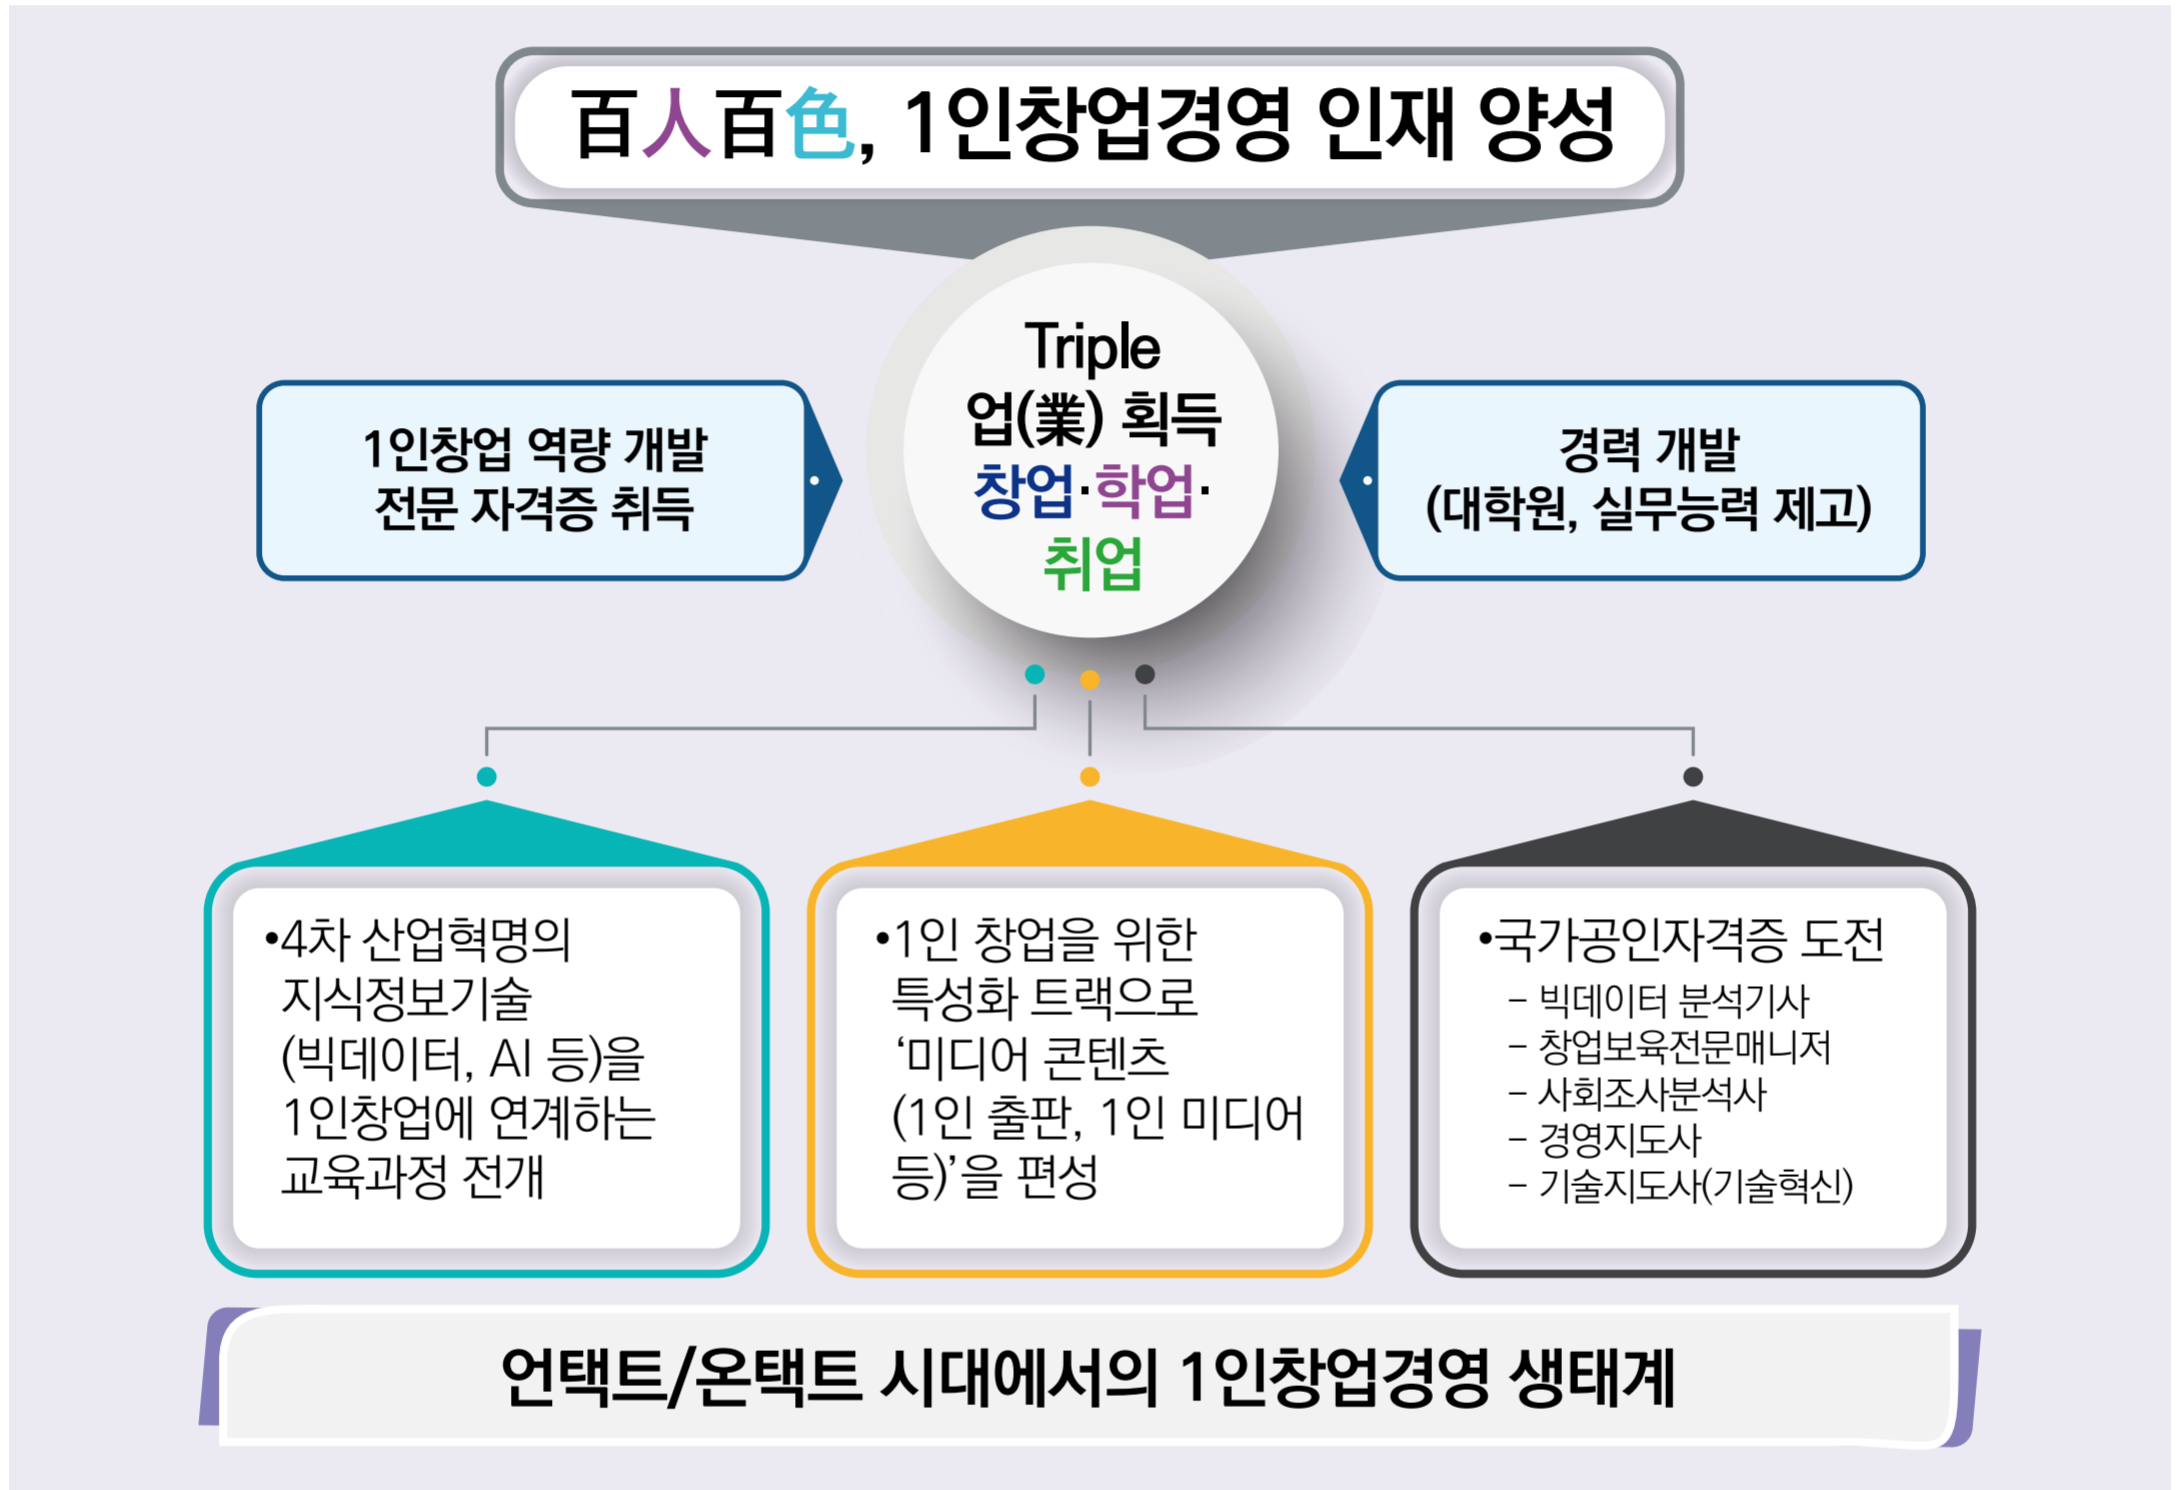 百人百色, 1인창업경영 인재 양성
Triple
업(業) 획득
창업·학업·
취업
1인창업 역량 개발
전문 자격증 취득
경력 개발
(대학원, 실무능력 제고)
•4차 산업혁명의
지식정보기술
(빅데이터, AI 등)을
1인창업에 연계하는
교육과정 전개
•1인 창업을 위한
특성화 트랙으로
‘미디어 콘텐츠
(1인 출판, 1인 미디어
등)’을 편성
•국가공인자격증 도전
- 빅데이터 분석기사
- 창업보육전문매니저
- 사회조사분석사
- 경영지도사
- 기술지도사(기술혁신)
언택트/온택트 시대에서의 1인창업경영 생태계